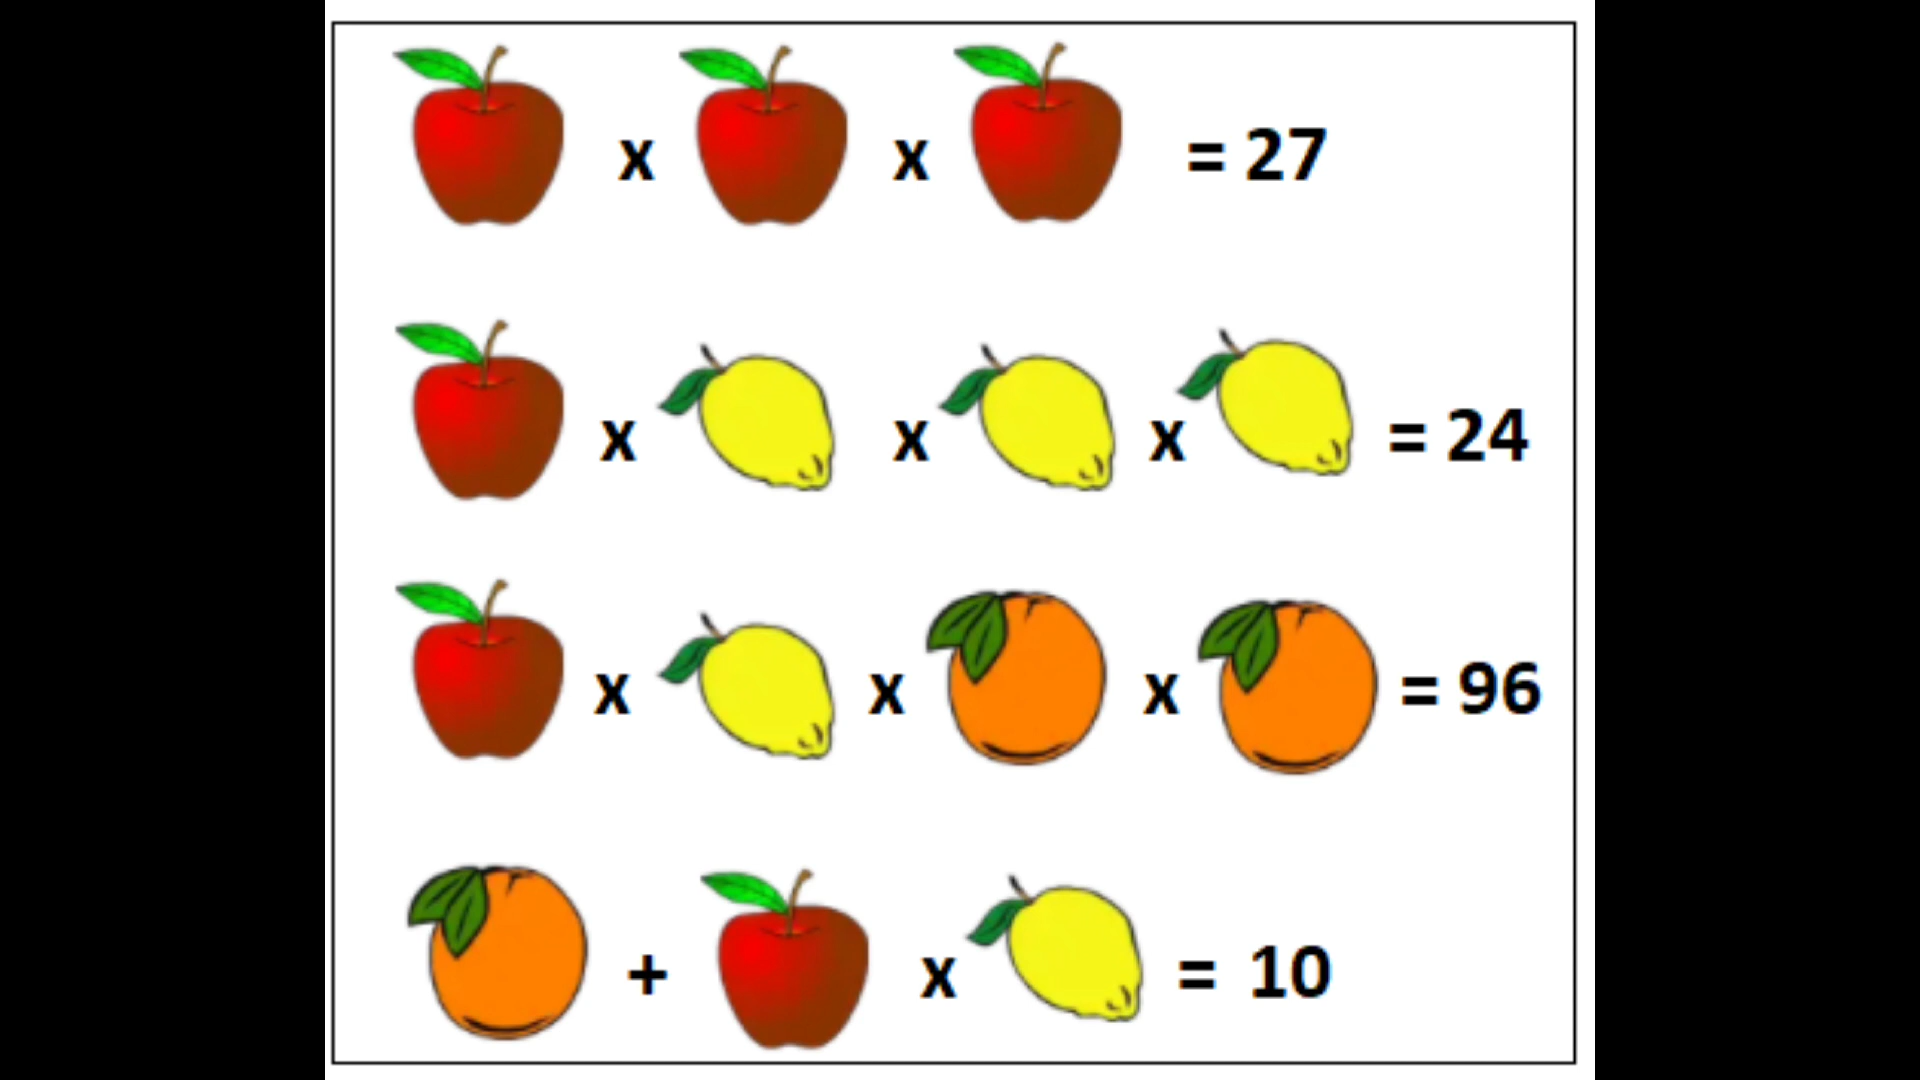 x x = 27
x x x = 24
x x x = 96
+ x = 10